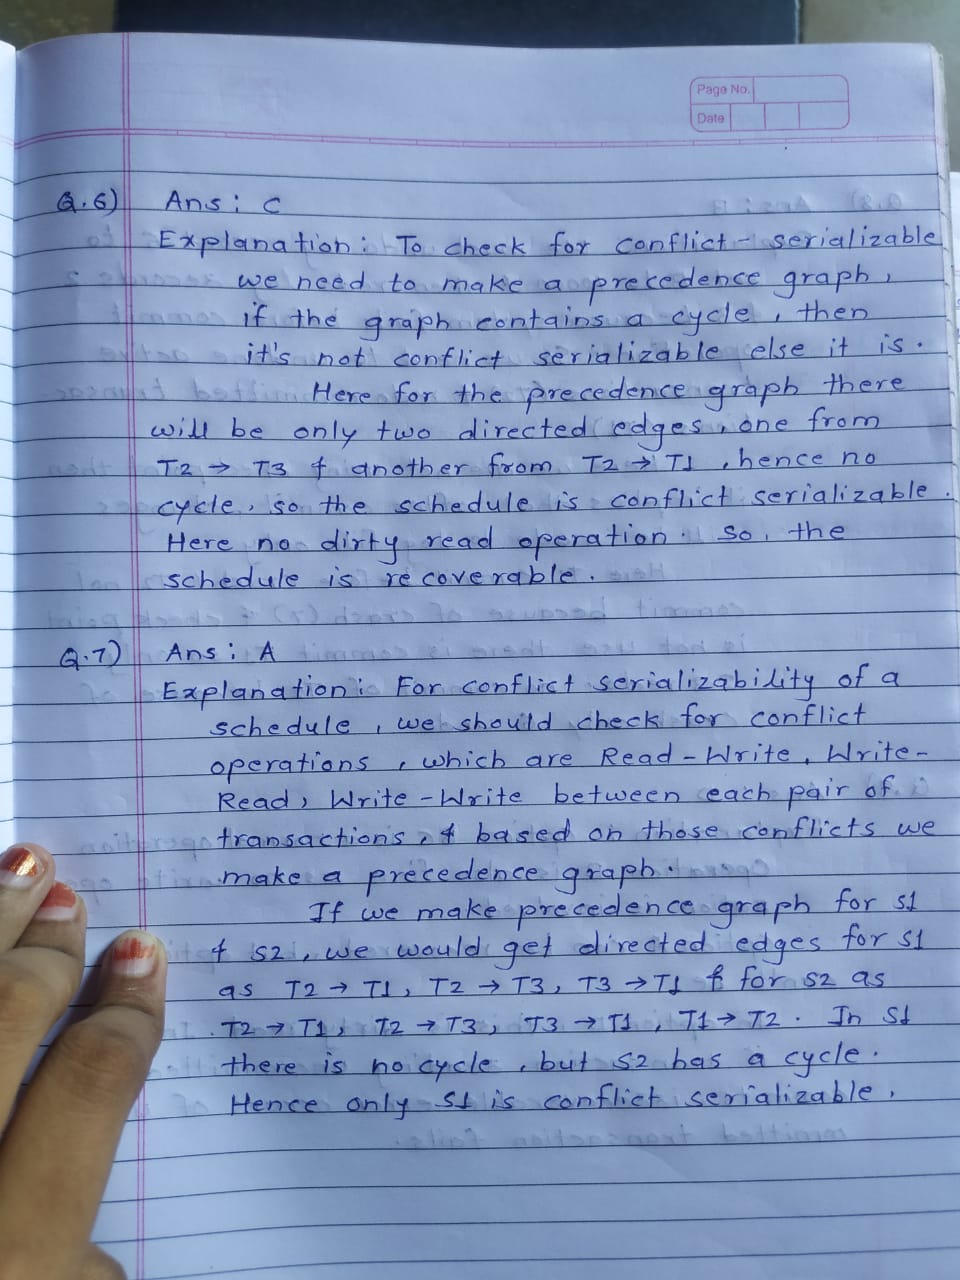 Page No.
Date
Q.6) Ans: C
Explanation: To check for conflict - serializable
we need to make a precedence graph,
if the graph contains a cycle, then
it's not conflict serializable else it is.
Here for the precedence graph there
will be only two directed edges, one from
T2 → T3 & another from T2 → T1, hence no
cycle, so the schedule is conflict serializable.
Here no dirty read operation. So, the
schedule is recoverable.
Q.7) Ans: A
Explanation: For conflict serializability of a
schedule, we should check for conflict
operations, which are Read-Write, Write-
Read, Write-Write between each pair of
transactions, & based on those conflicts we
make a precedence graph.
If we make precedence graph for S1
& S2, we would get directed edges for S1
as T2 → T1, T2 → T3, T3 → T1 & for S2 as
T2 → T1, T2 → T3, T3 → T1, T1 → T2. In S1
there is no cycle, but S2 has a cycle.
Hence only S1 is conflict serializable.